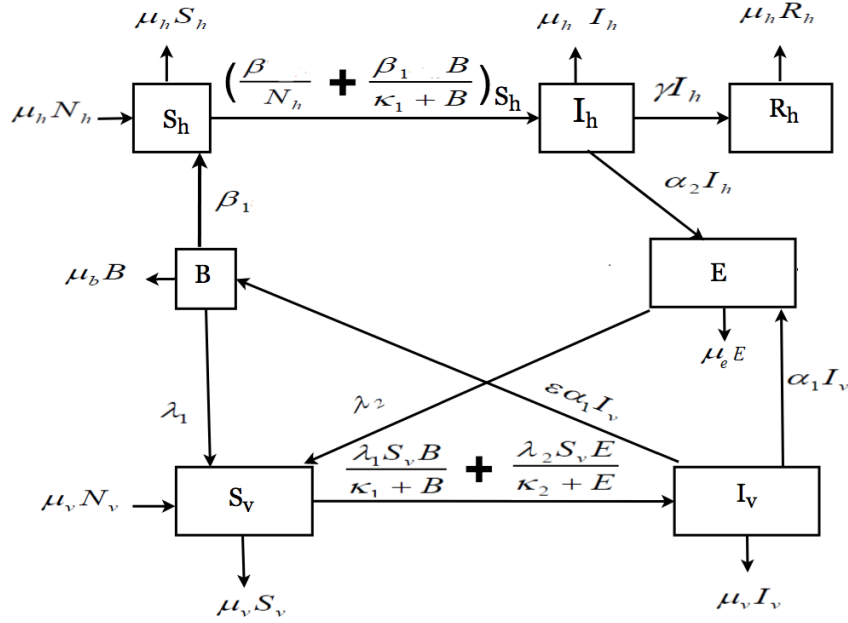 μ_h S_h
μ_h I_h
μ_h R_h
(β/N_h + β_1 B/(κ_1 + B))S_h
μ_h N_h
S_h
I_h
γI_h
R_h
α_2 I_h
β_1
μ_b B
B
E
μ_e E
α_1 I_v
λ_1
λ_2
εα_1 I_v
λ_1 S_v B/(κ_1 + B) + λ_2 S_v E/(κ_2 + E)
μ_v N_v
S_v
I_v
μ_v S_v
μ_v I_v